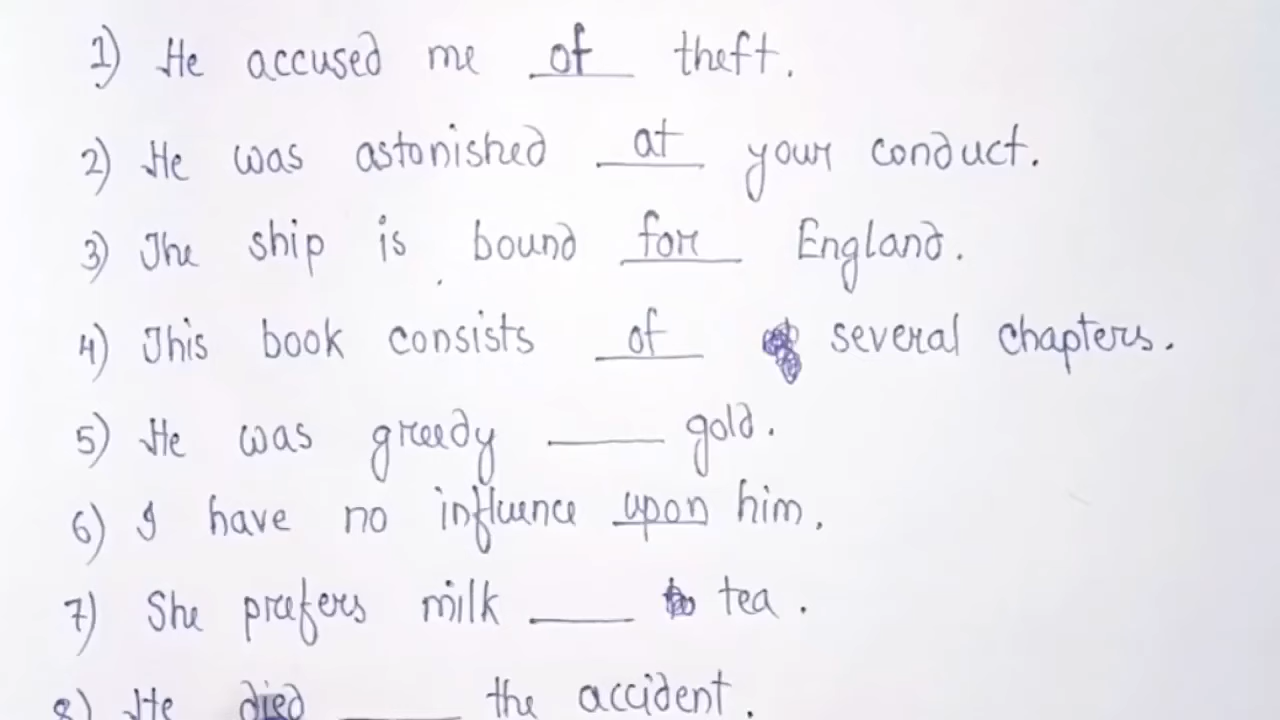 1) He accused me of theft.
2) He was astonished at your conduct.
3) The ship is bound for England.
4) This book consists of several chapters.
5) He was greedy ____ gold.
6) I have no influence upon him.
7) She prefers milk ____ tea.
8) He died ____ the accident.